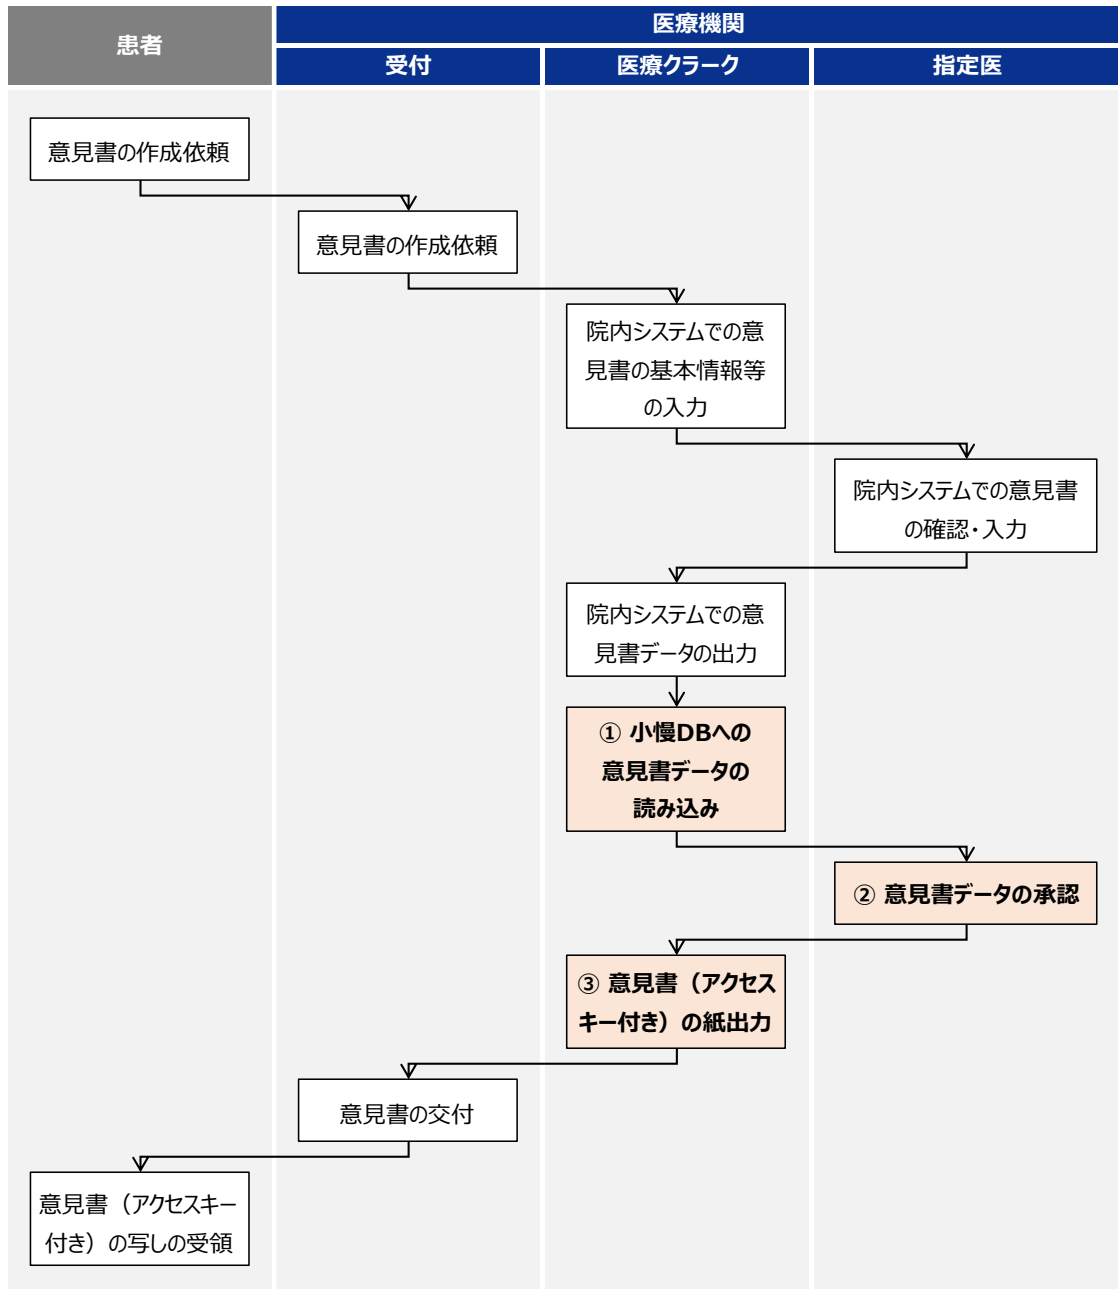 患者
医療機関
受付
医療クラーク
指定医
意見書の作成依頼
意見書の作成依頼
院内システムでの意
見書の基本情報等
の入力
院内システムでの意見書
の確認・入力
院内システムでの意
見書データの出力
① 小慢DBへの
意見書データの
読み込み
② 意見書データの承認
③ 意見書（アクセス
キー付き）の紙出力
意見書の交付
意見書（アクセスキー
付き）の写しの受領